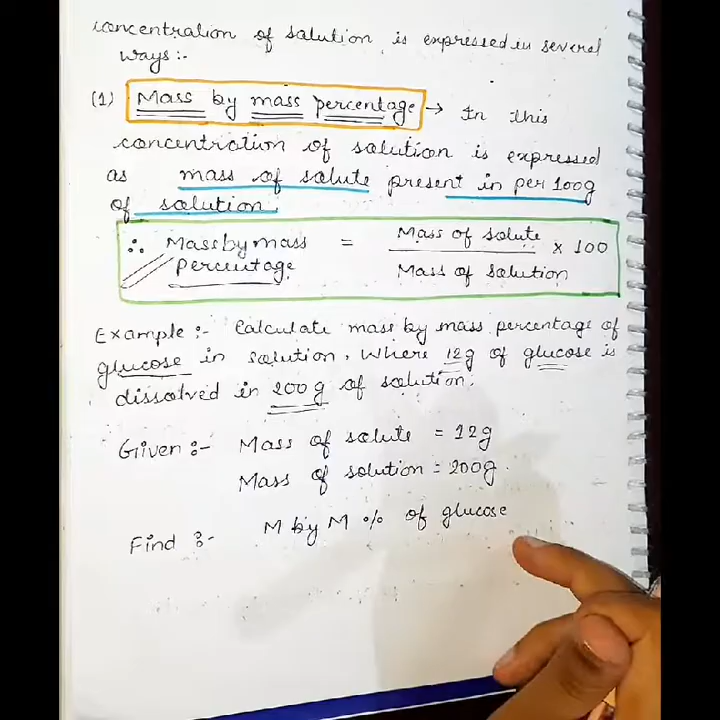 concentration of solution is expressed in several
ways :-
(1) Mass by mass percentage → In this
concentration of solution is expressed
as mass of solute present in per 100g
of solution.
∴ Mass by mass percentage = Mass of solute / Mass of solution × 100
Example :- Calculate mass by mass percentage of
glucose in solution, Where 12g of glucose is
dissolved in 200 g of solution.
Given :- Mass of solute = 12g
Mass of solution = 200g.
Find :- M by M % of glucose